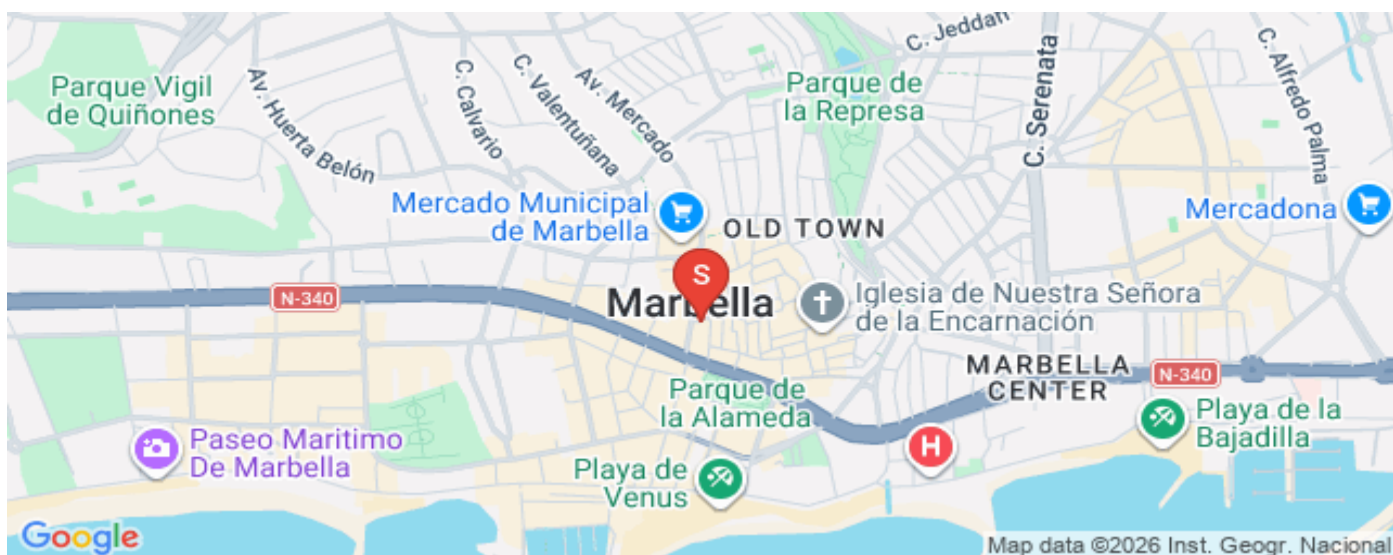 C. Jeddah
Parque Vigil
de Quiñones
Av. Huerta Belón
C. Calvario
C. Valentuñana
Av. Mercado
Parque de
la Represa
C. Serenata
C. Alfredo Palma
Mercado Municipal
de Marbella
OLD TOWN
Mercadona
S
N-340
Marbella
Iglesia de Nuestra Señora
de la Encarnación
MARBELLA
CENTER
N-340
Parque de
la Alameda
Paseo Maritimo
De Marbella
Playa de
Venus
H
Playa de la
Bajadilla
Google
Map data ©2026 Inst. Geogr. Nacional